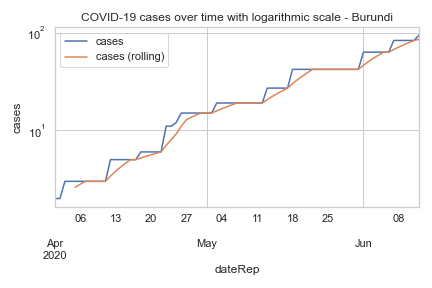 COVID-19 cases over time with logarithmic scale - Burundi
10²
cases
cases (rolling)
cases
10¹
06 13 20 27 04 11 18 25 08
Apr May Jun
2020
dateRep